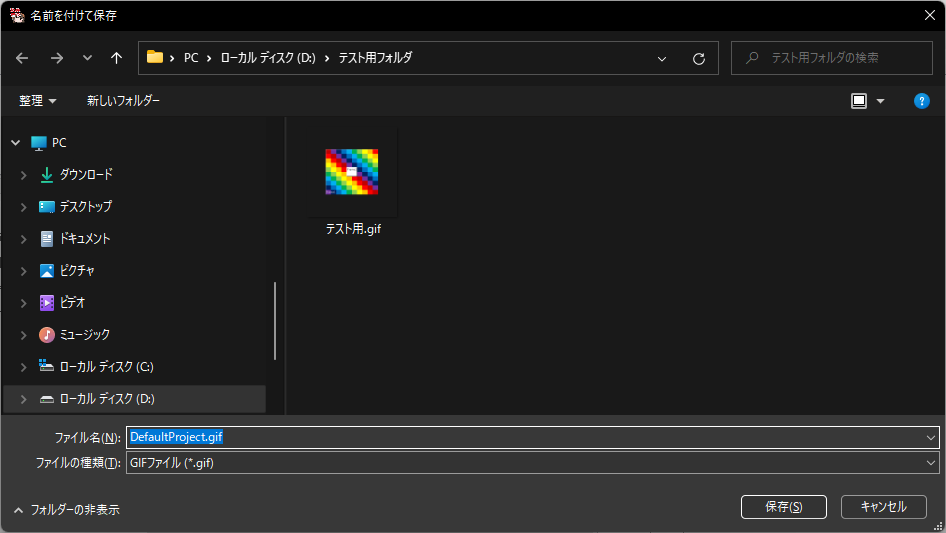 名前を付けて保存
PC › ローカル ディスク (D:) › テスト用フォルダ
テスト用フォルダの検索
整理
新しいフォルダー
?
PC
ダウンロード
デスクトップ
ドキュメント
ピクチャ
ビデオ
ミュージック
ローカル ディスク (C:)
ローカル ディスク (D:)
テスト用.gif
ファイル名(N):
DefaultProject.gif
ファイルの種類(T):
GIFファイル (*.gif)
フォルダーの非表示
保存(S)
キャンセル